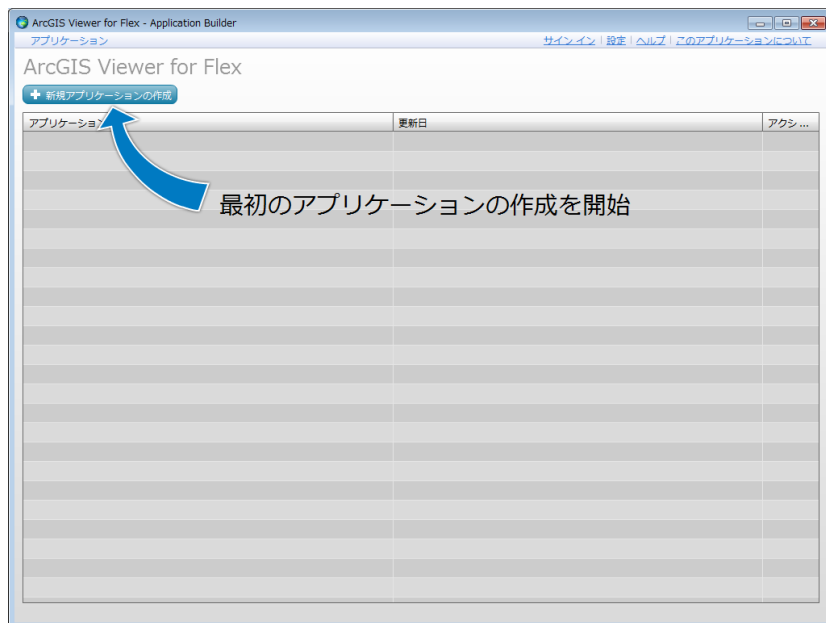 ArcGIS Viewer for Flex - Application Builder
アプリケーション
サイン イン | 設定 | ヘルプ | このアプリケーションについて
ArcGIS Viewer for Flex
新規アプリケーションの作成
アプリケーション 更新日 アクシ ...
最初のアプリケーションの作成を開始